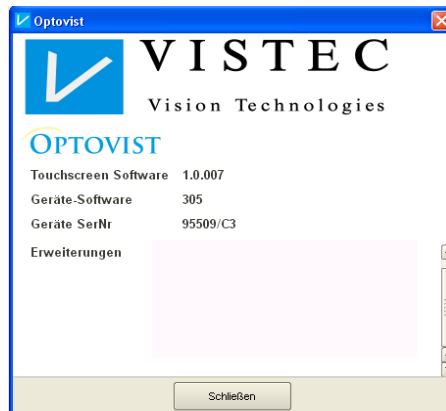 Optovist
VISTEC
Vision Technologies
OPTOVIST
Touchscreen Software 1.0.007
Geräte-Software 305
Geräte SerNr 95509/C3
Erweiterungen
Schließen